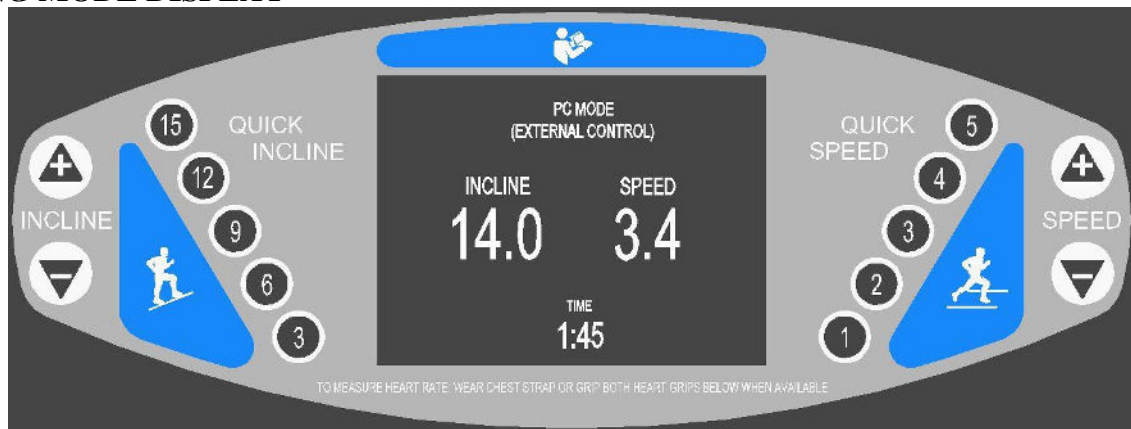 15
QUICK
INCLINE
12
9
6
3
+
INCLINE
−
PC MODE
(EXTERNAL CONTROL)
INCLINE SPEED
14.0 3.4
TIME
1:45
QUICK
SPEED
5
4
3
2
1
+
SPEED
−
TO MEASURE HEART RATE: WEAR CHEST STRAP OR GRIP BOTH HEART GRIPS BELOW WHEN AVAILABLE